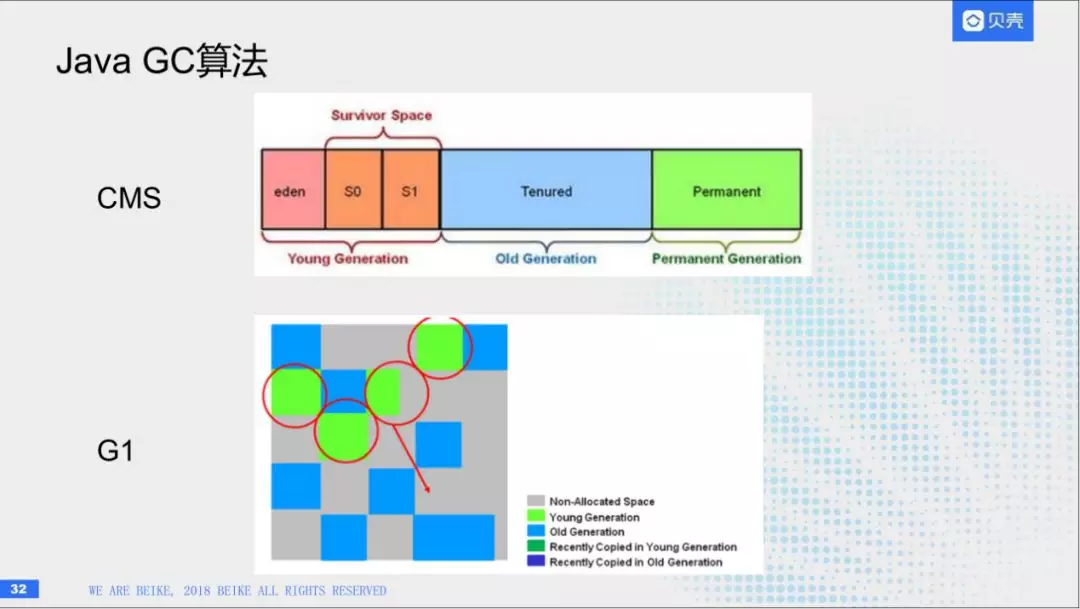 贝壳
Java GC算法
Survivor Space
CMS
eden
S0
S1
Tenured
Permanent
Young Generation
Old Generation
Permanent Generation
G1
Non-Allocated Space
Young Generation
Old Generation
Recently Copied in Young Generation
Recently Copied in Old Generation
32
WE ARE BEIKE, 2018 BEIKE ALL RIGHTS RESERVED